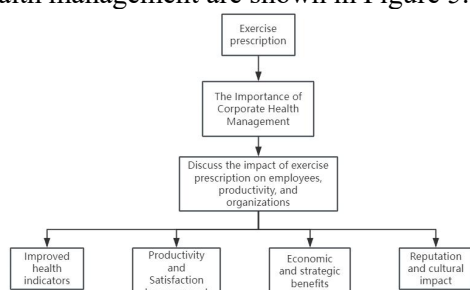 alth management are shown in Figure 3.
Exercise
prescription
The Importance of
Corporate Health
Management
Discuss the impact of exercise
prescription on employees,
productivity, and
organizations
Improved
health
indicators
Productivity
and
Satisfaction
Economic
and strategic
benefits
Reputation
and cultural
impact